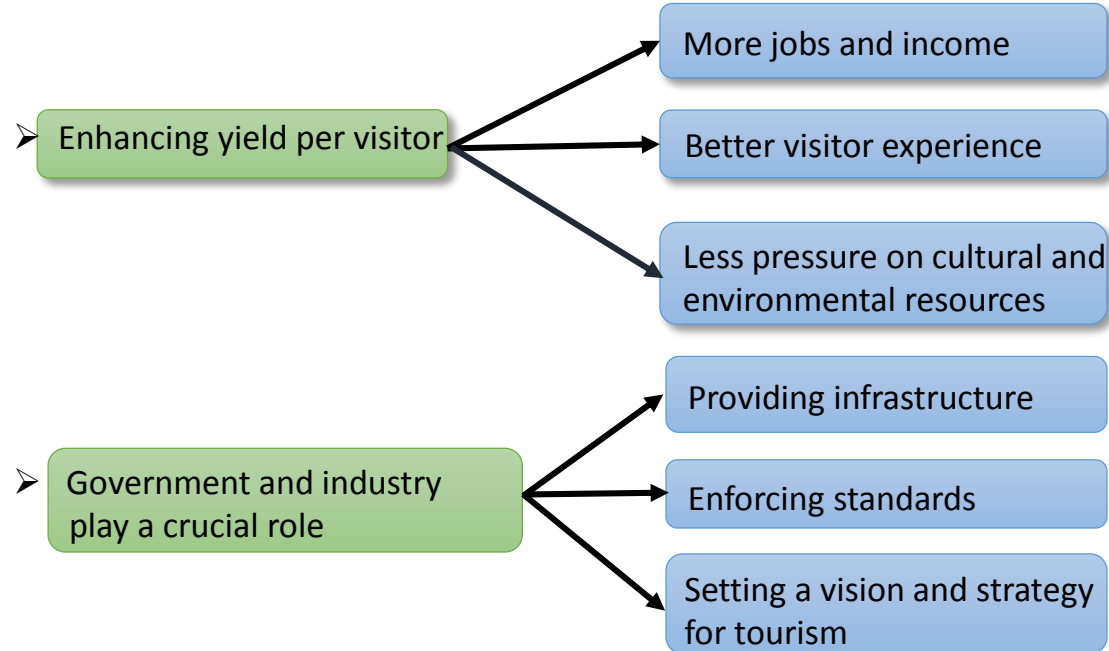 More jobs and income
➢ Enhancing yield per visitor
Better visitor experience
Less pressure on cultural and
environmental resources
Providing infrastructure
➢ Government and industry
play a crucial role
Enforcing standards
Setting a vision and strategy
for tourism